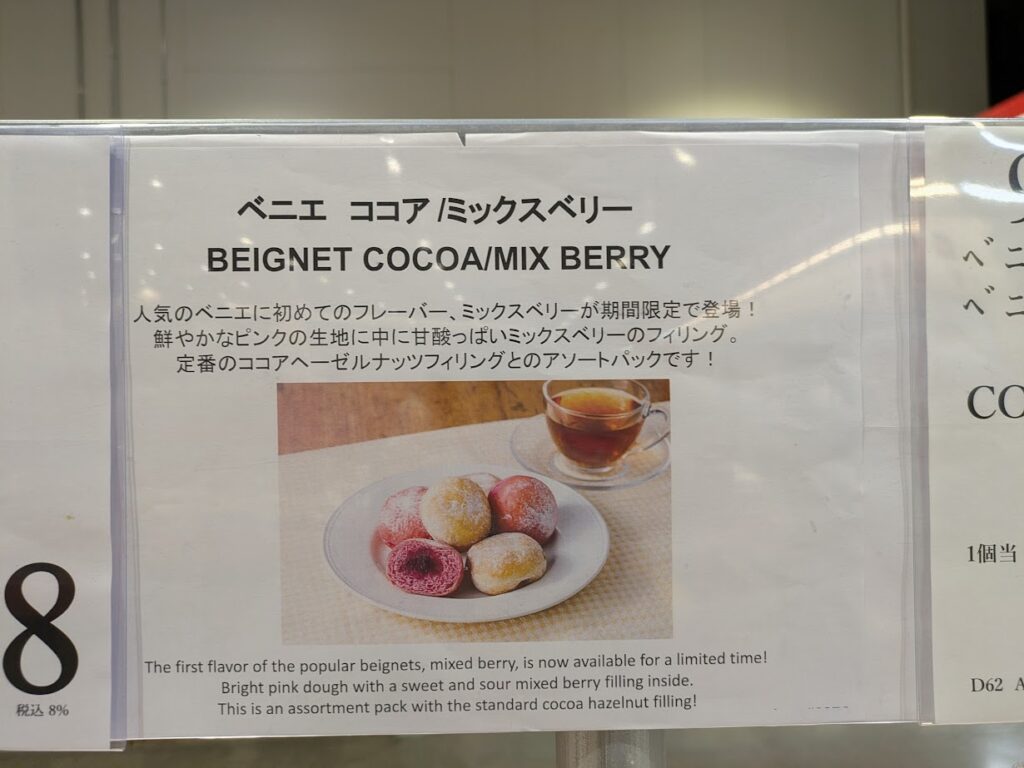 ベニエ ココア/ミックスベリー
BEIGNET COCOA/MIX BERRY
人気のベニエに初めてのフレーバー、ミックスベリーが期間限定で登場！
鮮やかなピンクの生地に中に甘酸っぱいミックスベリーのフィリング。
定番のココアヘーゼルナッツフィリングとのアソートパックです！
The first flavor of the popular beignets, mixed berry, is now available for a limited time!
Bright pink dough with a sweet and sour mixed berry filling inside.
This is an assortment pack with the standard cocoa hazelnut filling!
8
税込 8%
ベニ
ベニ
CO
1個当
D62 A